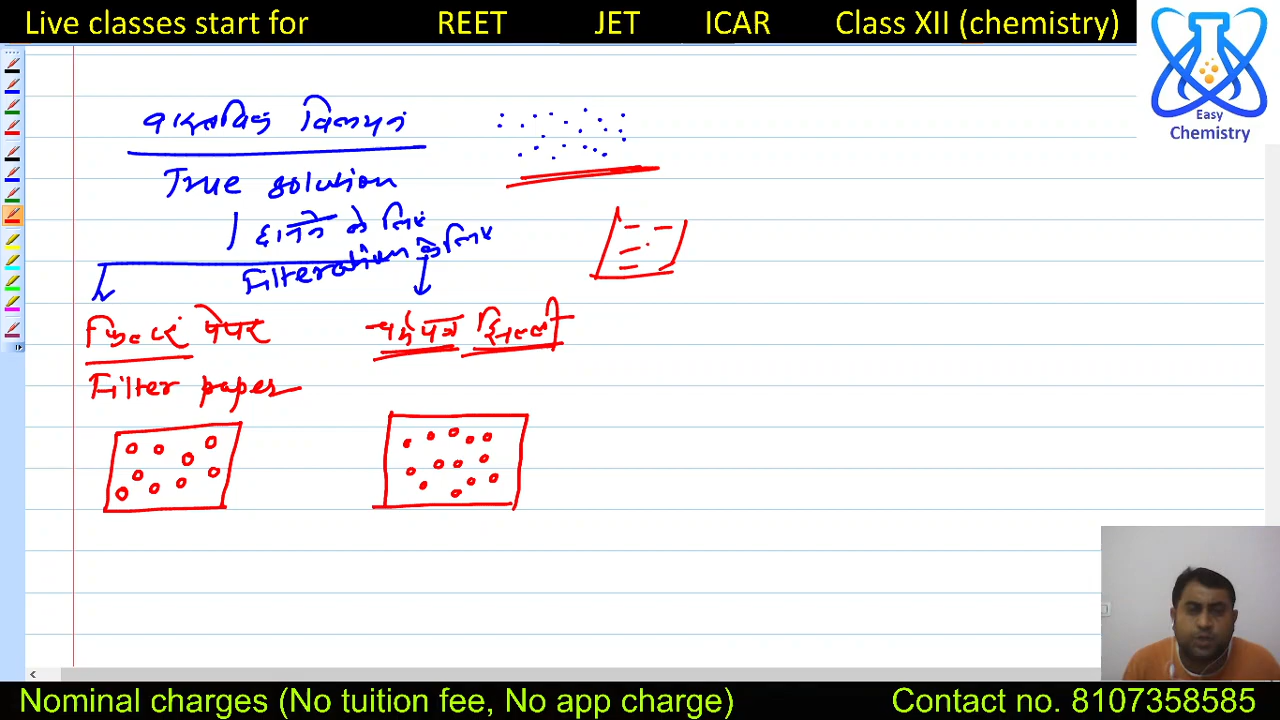 Live classes start for REET JET ICAR Class XII (chemistry)
Easy
Chemistry
वास्तविक विलयन
True solution
छानने के लिए
Filteration के लिए
फिल्टर पेपर
चर्मपत्र झिल्ली
Filter paper
Nominal charges (No tuition fee, No app charge)
Contact no. 8107358585